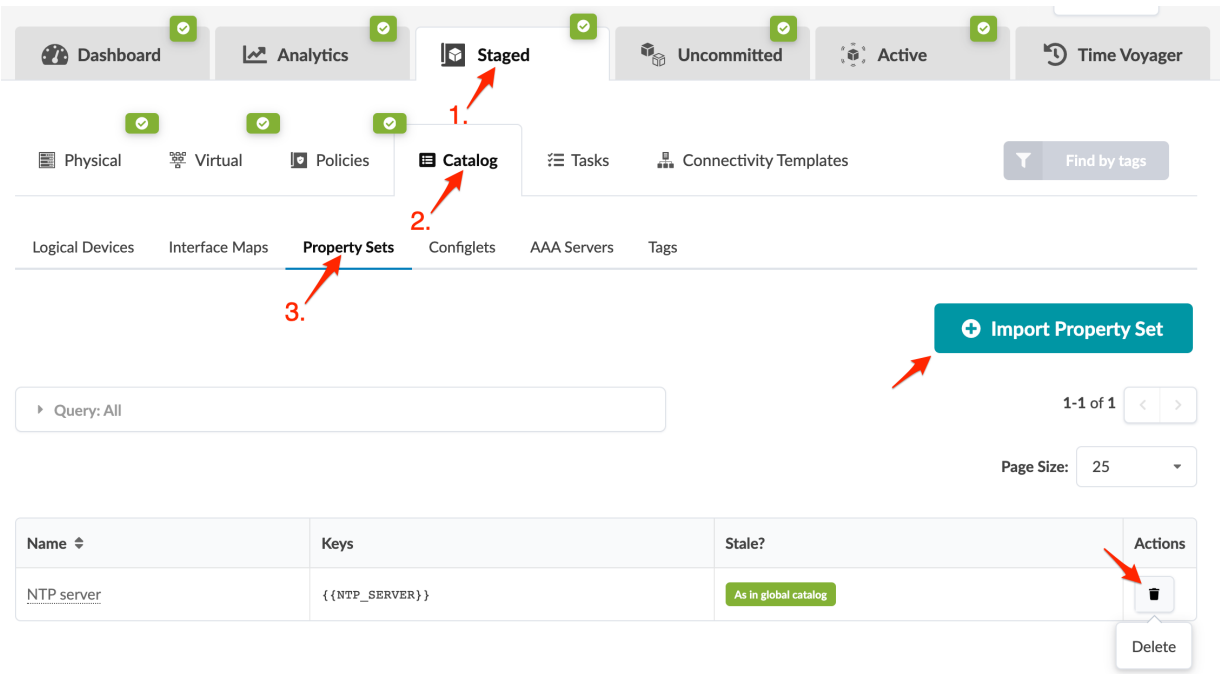 Dashboard Analytics Staged Uncommitted Active Time Voyager
1.
Physical Virtual Policies Catalog Tasks Connectivity Templates Find by tags
2.
Logical Devices Interface Maps Property Sets Configlets AAA Servers Tags
3.
Import Property Set
Query: All
1-1 of 1
Page Size: 25
Name Keys Stale? Actions
NTP server {{NTP_SERVER}} As in global catalog
Delete